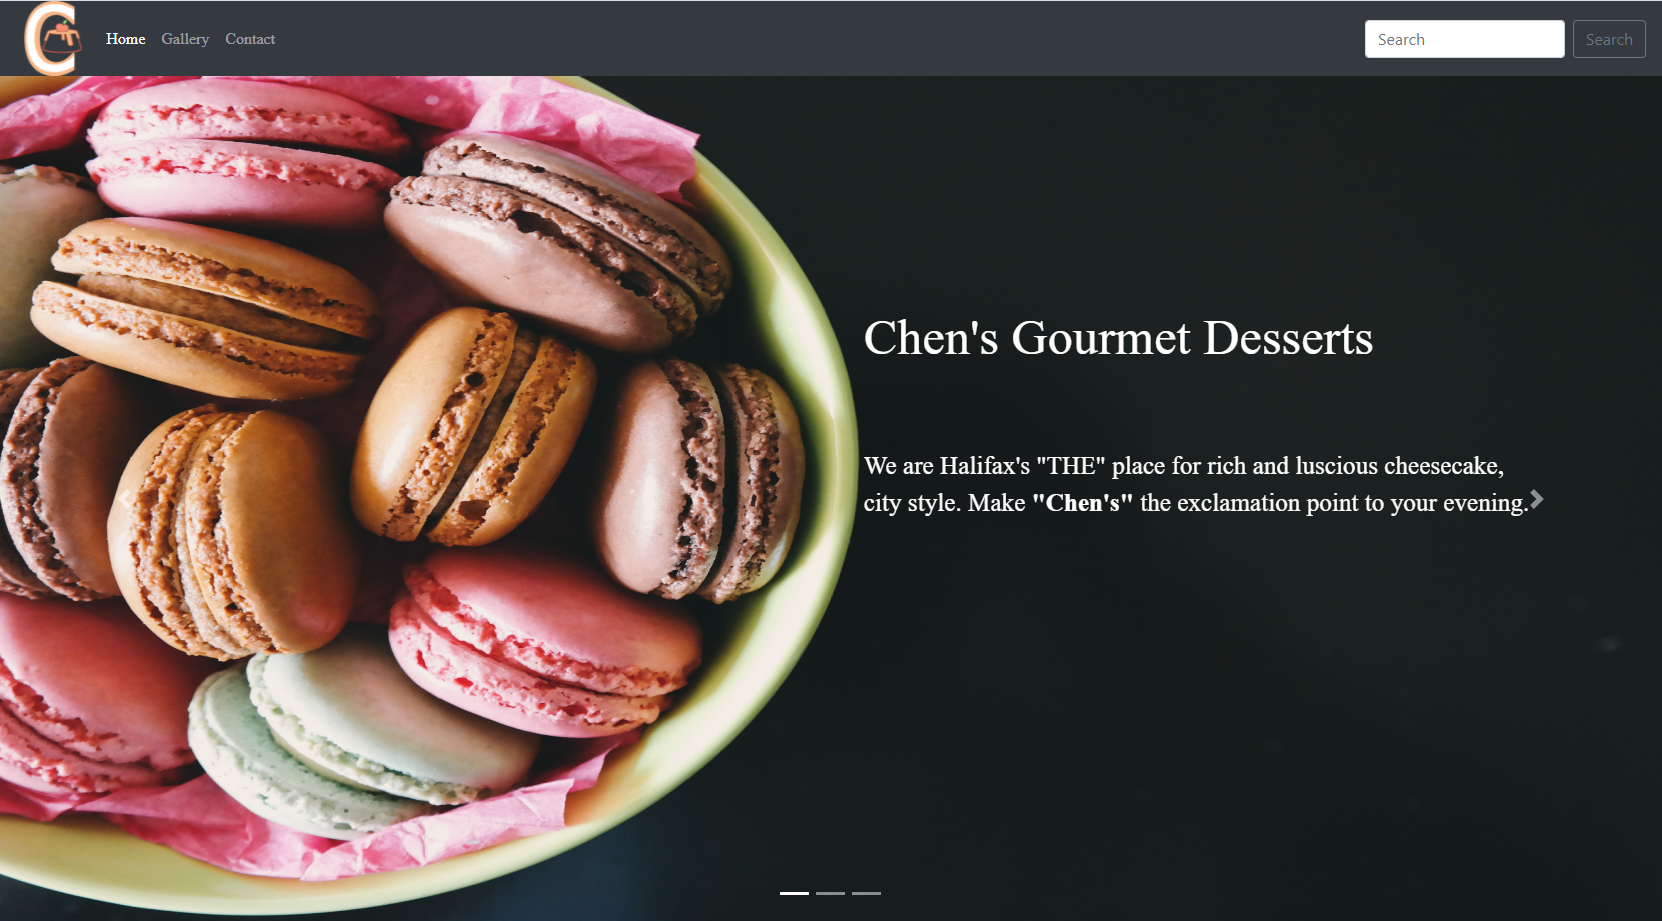 C
Home Gallery Contact
Search Search
Chen's Gourmet Desserts
We are Halifax's "THE" place for rich and luscious cheesecake,
city style. Make "Chen's" the exclamation point to your evening.